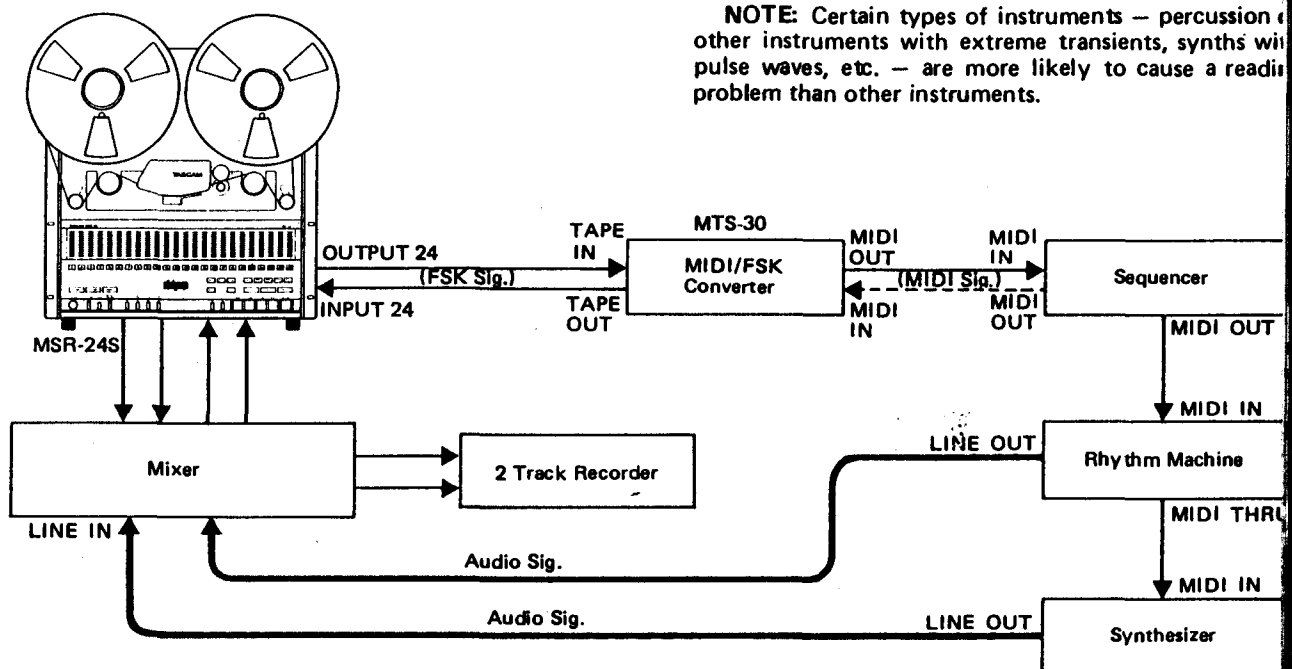 NOTE: Certain types of instruments — percussion
other instruments with extreme transients, synths
pulse waves, etc. — are more likely to cause a
problem than other instruments.
TASCAM
MTS-30
OUTPUT 24
TAPE
IN
MIDI/FSK
Converter
MIDI
OUT
MIDI
IN
Sequencer
(FSK Sig.)
(MIDI Sig.)
INPUT 24
TAPE
OUT
MIDI
IN
MIDI
OUT
MIDI OUT
MSR-24S
MIDI IN
Mixer
2 Track Recorder
LINE OUT
Rhythm Machine
LINE IN
MIDI
Audio Sig.
MIDI IN
Audio Sig.
LINE OUT
Synthesizer